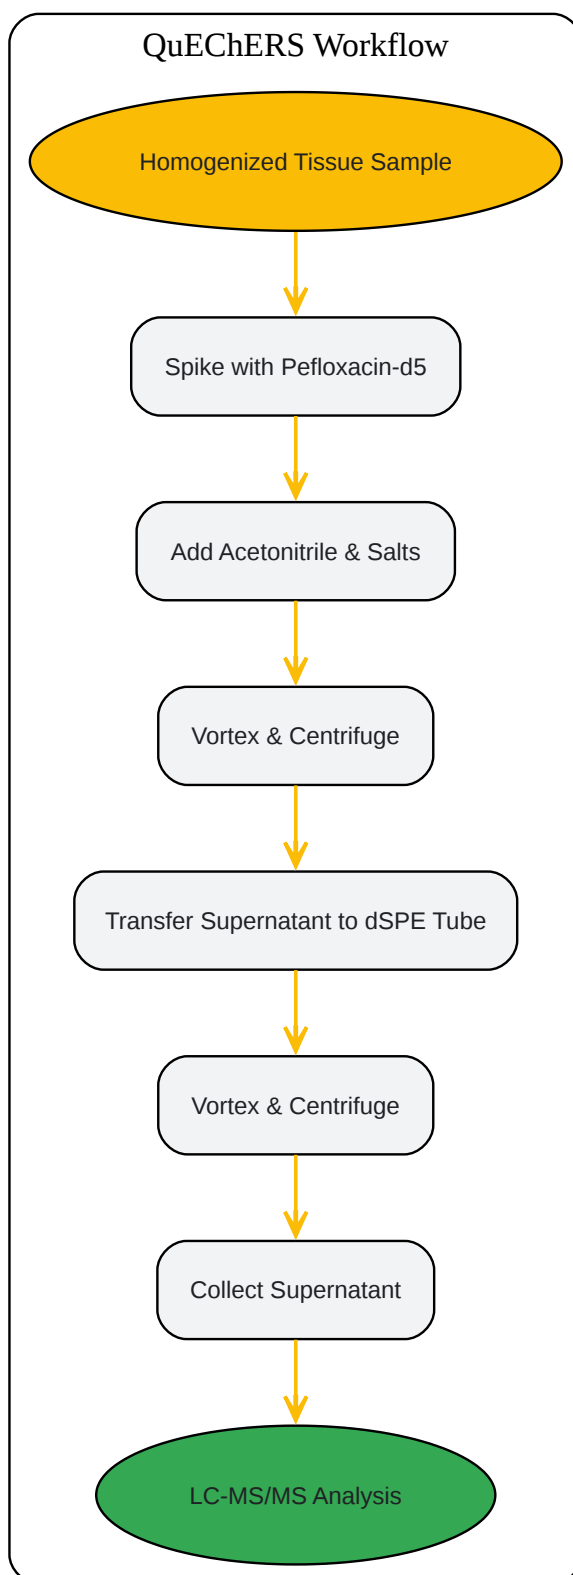 QuEChERS Workflow
Homogenized Tissue Sample
Spike with Pefloxacin-d5
Add Acetonitrile & Salts
Vortex & Centrifuge
Transfer Supernatant to dSPE Tube
Vortex & Centrifuge
Collect Supernatant
LC-MS/MS Analysis